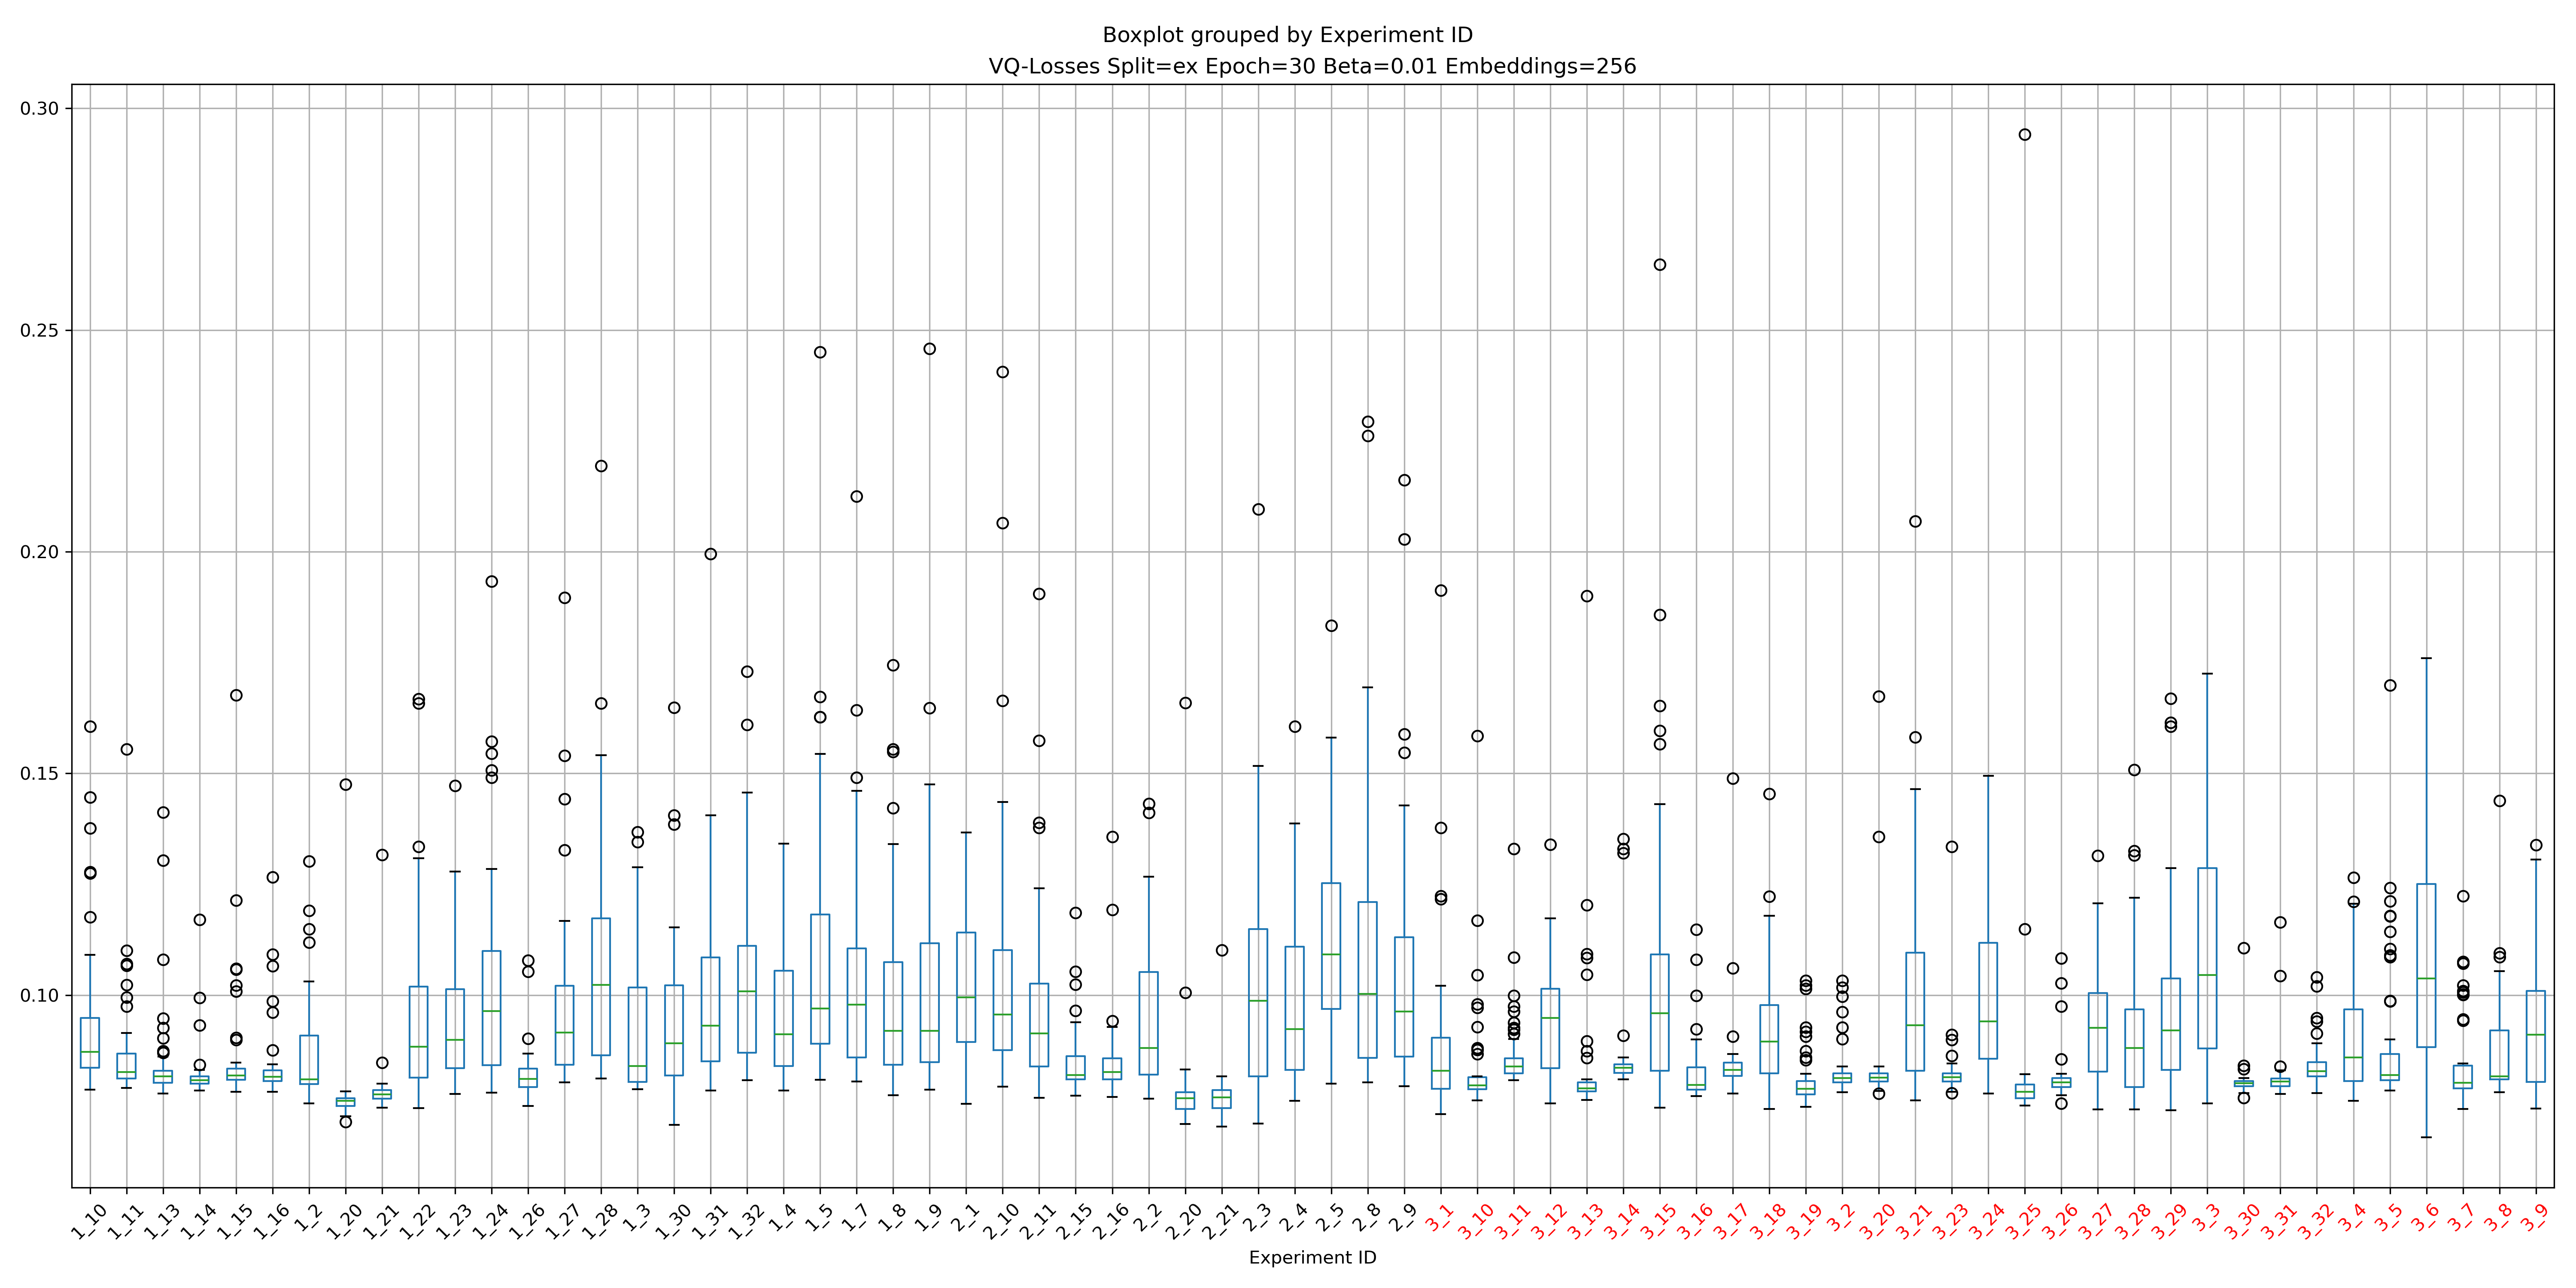 Boxplot grouped by Experiment ID
VQ-Losses Split=ex Epoch=30 Beta=0.01 Embeddings=256
0.30
0.25
0.20
0.15
0.10
1_10 1_11 1_13 1_14 1_15 1_16 1_2 1_20 1_21 1_22 1_23 1_24 1_26 1_27 1_28 1_3 1_30 1_31 1_32 1_4 1_5 1_7 1_8 1_9 2_1 2_10 2_11 2_15 2_16 2_2 2_20 2_21 2_3 2_4 2_5 2_8 2_9 3_1 3_10 3_11 3_12 3_13 3_14 3_15 3_16 3_17 3_18 3_19 3_2 3_20 3_21 3_23 3_24 3_25 3_26 3_27 3_28 3_29 3_3 3_30 3_31 3_32 3_4 3_5 3_6 3_7 3_8 3_9
Experiment ID